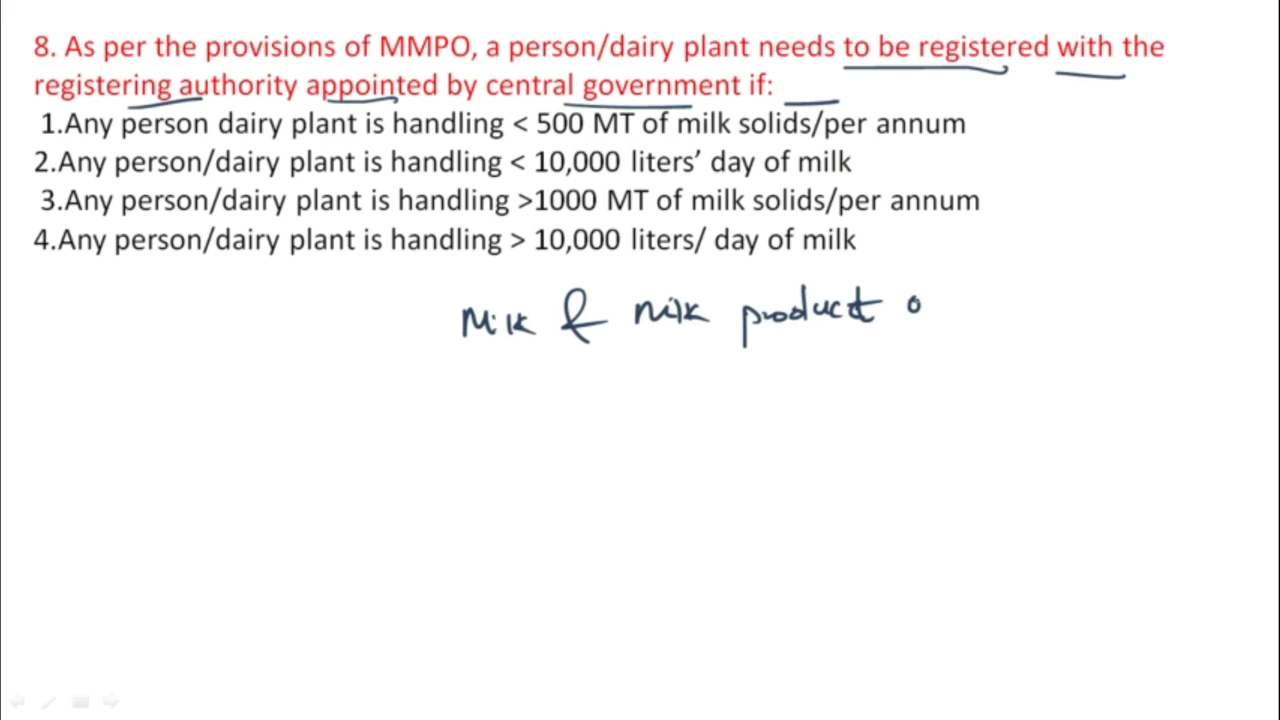 8. As per the provisions of MMPO, a person/dairy plant needs to be registered with the
registering authority appointed by central government if:
1.Any person dairy plant is handling < 500 MT of milk solids/per annum
2.Any person/dairy plant is handling < 10,000 liters’ day of milk
3.Any person/dairy plant is handling >1000 MT of milk solids/per annum
4.Any person/dairy plant is handling > 10,000 liters/ day of milk
Milk & milk product o